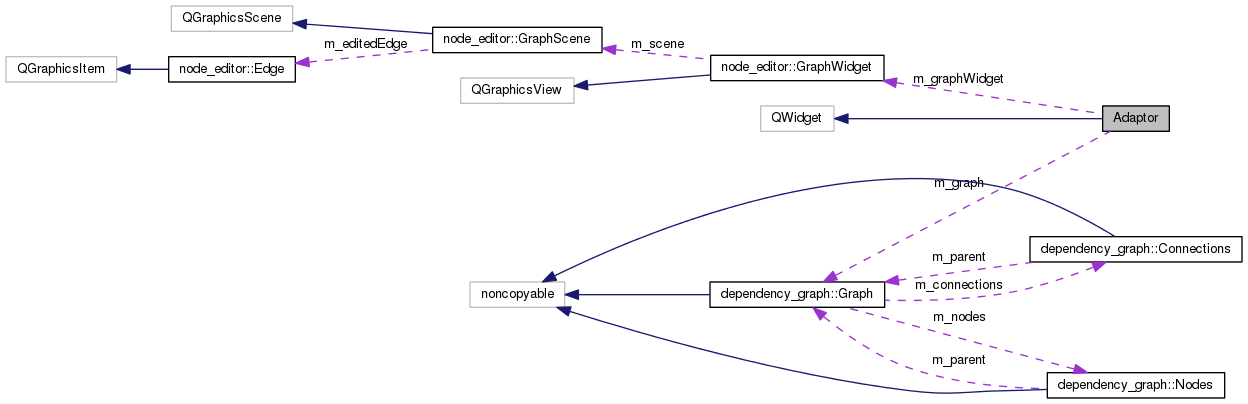 QGraphicsScene
node_editor::GraphScene
m_editedEdge
m_scene
QGraphicsItem
node_editor::Edge
node_editor::GraphWidget
m_graphWidget
QGraphicsView
QWidget
Adaptor
m_graph
dependency_graph::Connections
m_parent
m_connections
noncopyable
dependency_graph::Graph
m_nodes
m_parent
dependency_graph::Nodes